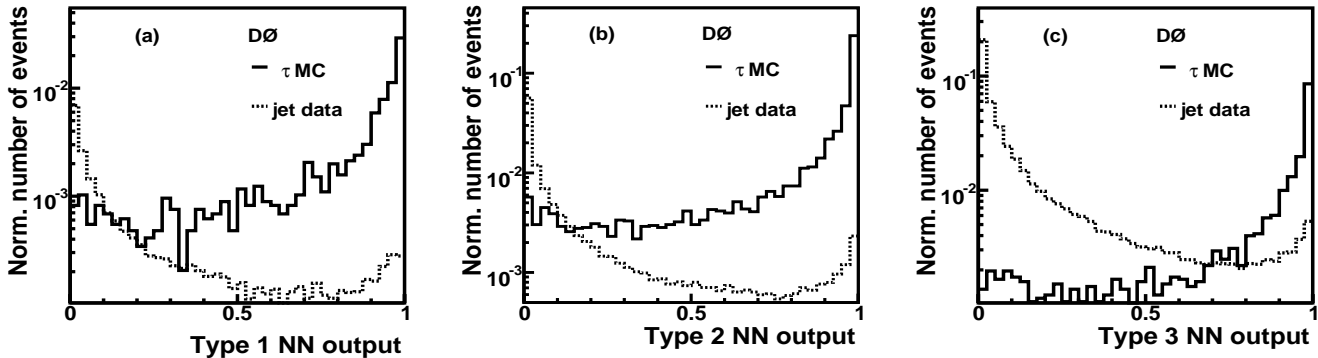 Norm. number of events
(a)
DØ
τ MC
jet data
10⁻²
10⁻³
0
0.5
1
Type 1 NN output
Norm. number of events
(b)
DØ
τ MC
jet data
10⁻¹
10⁻²
10⁻³
0
0.5
1
Type 2 NN output
Norm. number of events
(c)
DØ
τ MC
jet data
10⁻¹
10⁻²
0
0.5
1
Type 3 NN output